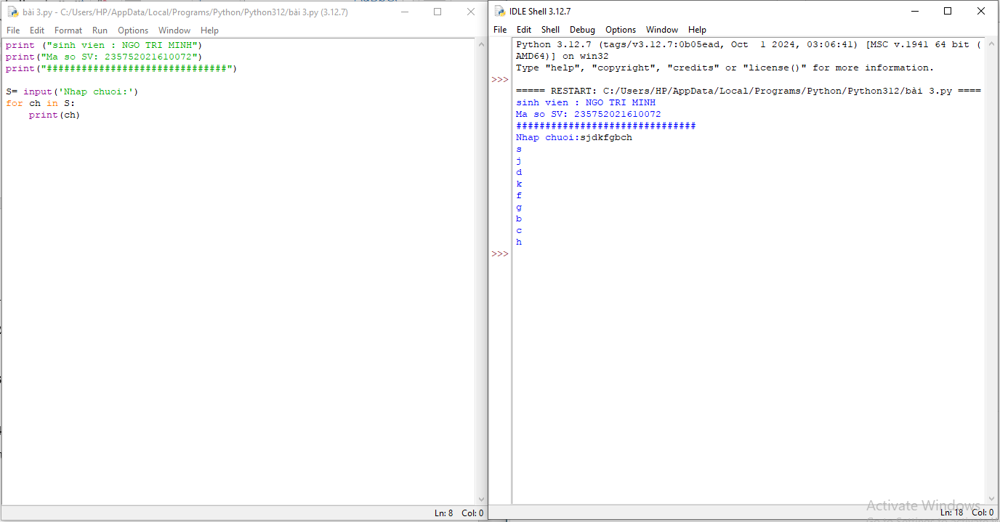 bài 3.py - C:/Users/HP/AppData/Local/Programs/Python/Python312/bài 3.py (3.12.7)
File Edit Format Run Options Window Help
print ("sinh vien : NGO TRI MINH")
print("Ma so SV: 235752021610072")
print("###############################")
S= input('Nhap chuoi:')
for ch in S:
    print(ch)
Ln: 8 Col: 0
IDLE Shell 3.12.7
File Edit Shell Debug Options Window Help
Python 3.12.7 (tags/v3.12.7:0b05ead, Oct  1 2024, 03:06:41) [MSC v.1941 64 bit (
AMD64)] on win32
Type "help", "copyright", "credits" or "license()" for more information.
>>>
===== RESTART: C:/Users/HP/AppData/Local/Programs/Python/Python312/bài 3.py ====
sinh vien : NGO TRI MINH
Ma so SV: 235752021610072
###############################
Nhap chuoi:sjdkfgbch
s
j
d
k
f
g
b
c
h
>>>
Activate Windows
Ln: 18 Col: 0